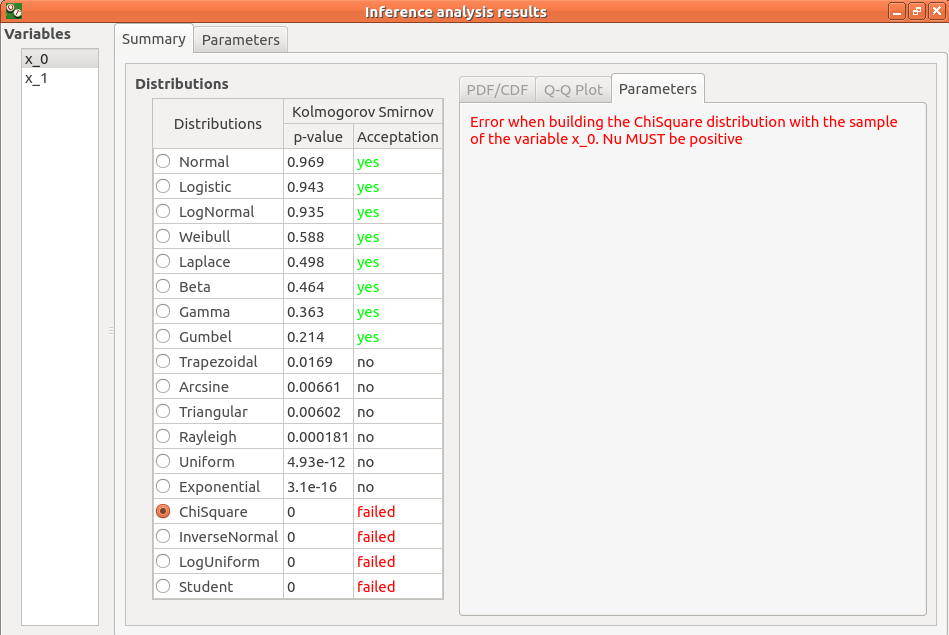 Inference analysis results
Variables
x_0
x_1
Summary
Parameters
Distributions
Distributions
Kolmogorov Smirnov
p-value
Acceptation
Normal 0.969 yes
Logistic 0.943 yes
LogNormal 0.935 yes
Weibull 0.588 yes
Laplace 0.498 yes
Beta 0.464 yes
Gamma 0.363 yes
Gumbel 0.214 yes
Trapezoidal 0.0169 no
Arcsine 0.00661 no
Triangular 0.00602 no
Rayleigh 0.000181 no
Uniform 4.93e-12 no
Exponential 3.1e-16 no
ChiSquare 0 failed
InverseNormal 0 failed
LogUniform 0 failed
Student 0 failed
PDF/CDF
Q-Q Plot
Parameters
Error when building the ChiSquare distribution with the sample
of the variable x_0. Nu MUST be positive